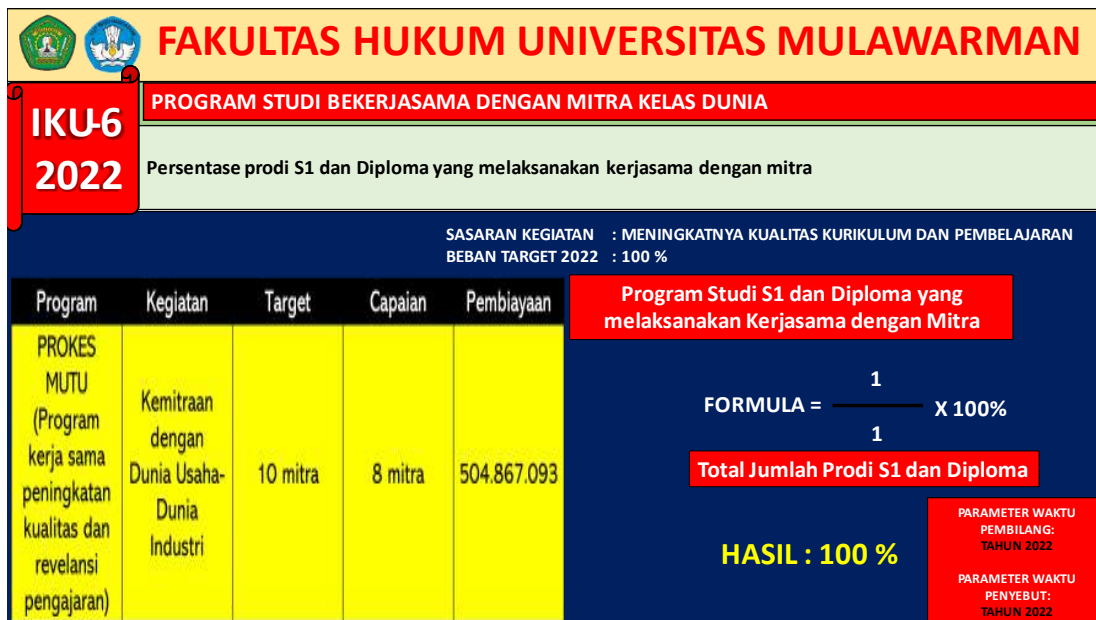 FAKULTAS HUKUM UNIVERSITAS MULAWARMAN
IKU-6
2022
PROGRAM STUDI BEKERJASAMA DENGAN MITRA KELAS DUNIA
Persentase prodi S1 dan Diploma yang melaksanakan kerjasama dengan mitra
SASARAN KEGIATAN : MENINGKATNYA KUALITAS KURIKULUM DAN PEMBELAJARAN
BEBAN TARGET 2022 : 100 %
Program Kegiatan Target Capaian Pembiayaan
PROKES
MUTU
(Program
kerja sama
peningkatan
kualitas dan
revelansi
pengajaran)
Kemitraan
dengan
Dunia Usaha-
Dunia
Industri
10 mitra
8 mitra
504.867.093
Program Studi S1 dan Diploma yang
melaksanakan Kerjasama dengan Mitra
1
FORMULA = X 100%
1
Total Jumlah Prodi S1 dan Diploma
HASIL : 100 %
PARAMETER WAKTU
PEMBILANG:
TAHUN 2022
PARAMETER WAKTU
PENYEBUT:
TAHUN 2022